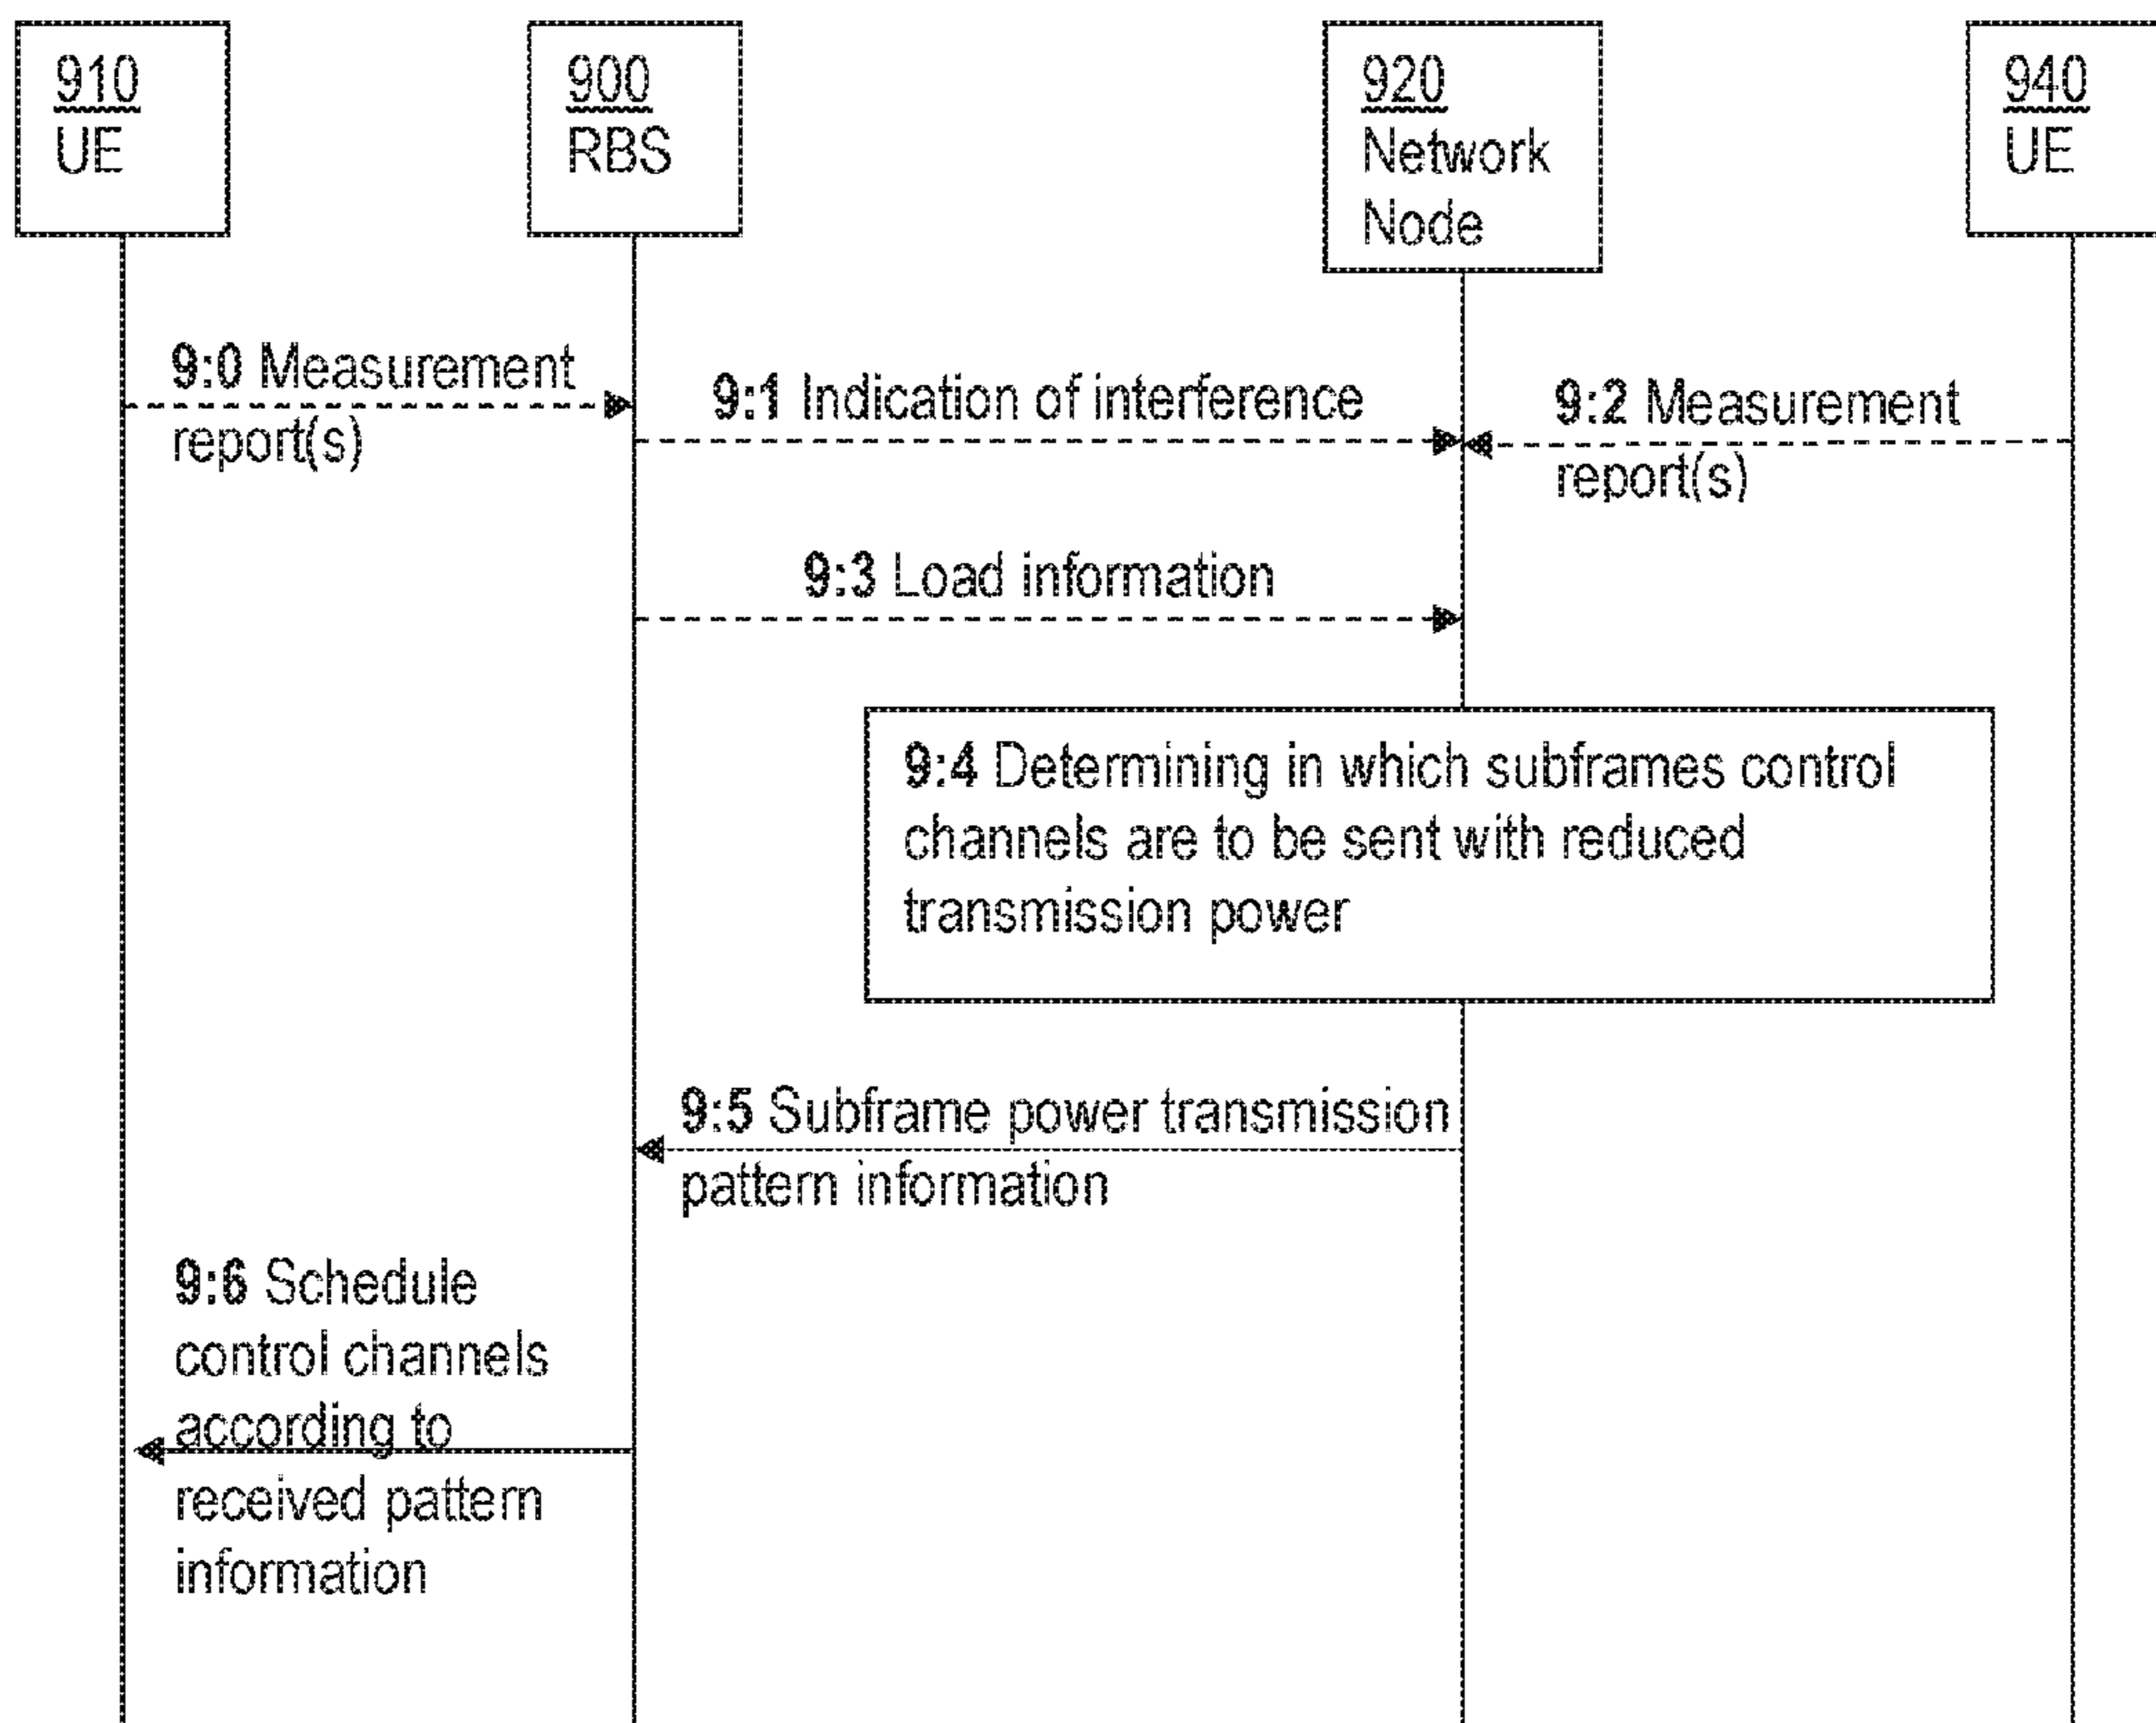 910
UE
900
RBS
920
Network
Node
940
UE
9:0 Measurement
report(s)
9:1 Indication of interference
9:2 Measurement
report(s)
9:3 Load information
9:4 Determining in which subframes control
channels are to be sent with reduced
transmission power
9:5 Subframe power transmission
pattern information
9:6 Schedule
control channels
according to
received pattern
information